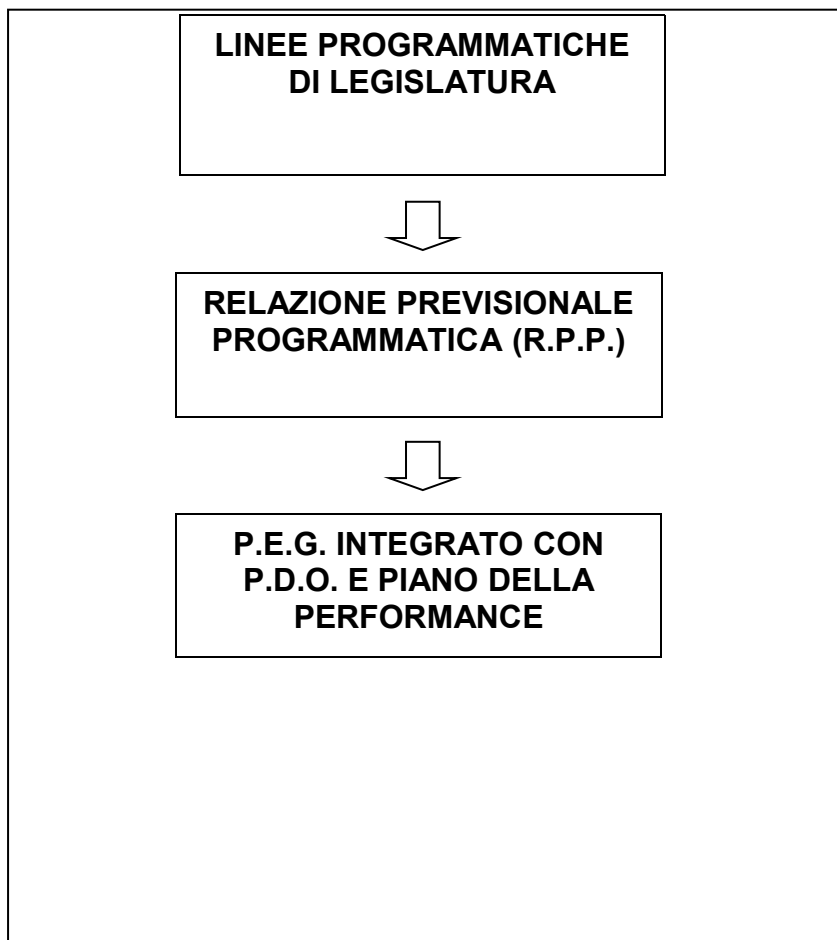 LINEE PROGRAMMATICHE
DI LEGISLATURA
RELAZIONE PREVISIONALE
PROGRAMMATICA (R.P.P.)
P.E.G. INTEGRATO CON
P.D.O. E PIANO DELLA
PERFORMANCE